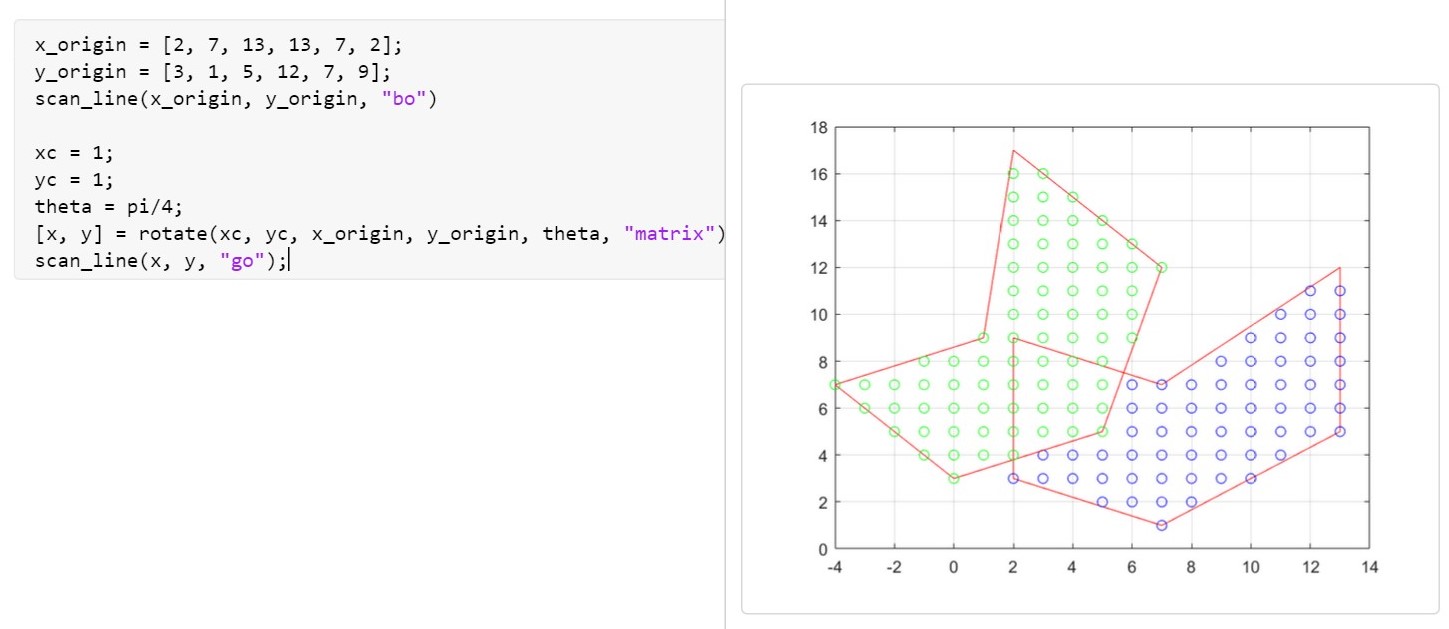 x_origin = [2, 7, 13, 13, 7, 2];
y_origin = [3, 1, 5, 12, 7, 9];
scan_line(x_origin, y_origin, "bo")
xc = 1;
yc = 1;
theta = pi/4;
[x, y] = rotate(xc, yc, x_origin, y_origin, theta, "matrix")
scan_line(x, y, "go");
18
16
14
12
10
8
6
4
2
0
-4 -2 0 2 4 6 8 10 12 14